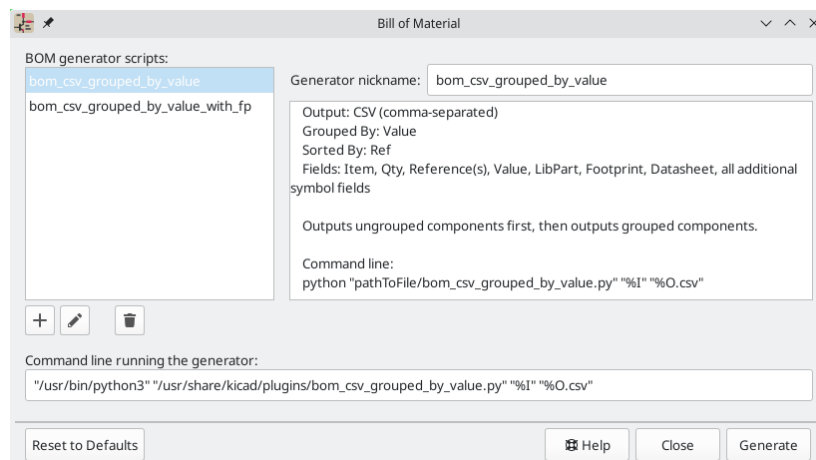 Bill of Material
BOM generator scripts:
bom_csv_grouped_by_value
bom_csv_grouped_by_value_with_fp
Generator nickname: bom_csv_grouped_by_value
Output: CSV (comma-separated)
Grouped By: Value
Sorted By: Ref
Fields: Item, Qty, Reference(s), Value, LibPart, Footprint, Datasheet, all additional
symbol fields
Outputs ungrouped components first, then outputs grouped components.
Command line:
python "pathToFile/bom_csv_grouped_by_value.py" "%I" "%O.csv"
Command line running the generator:
"/usr/bin/python3" "/usr/share/kicad/plugins/bom_csv_grouped_by_value.py" "%I" "%O.csv"
Reset to Defaults Help Close Generate